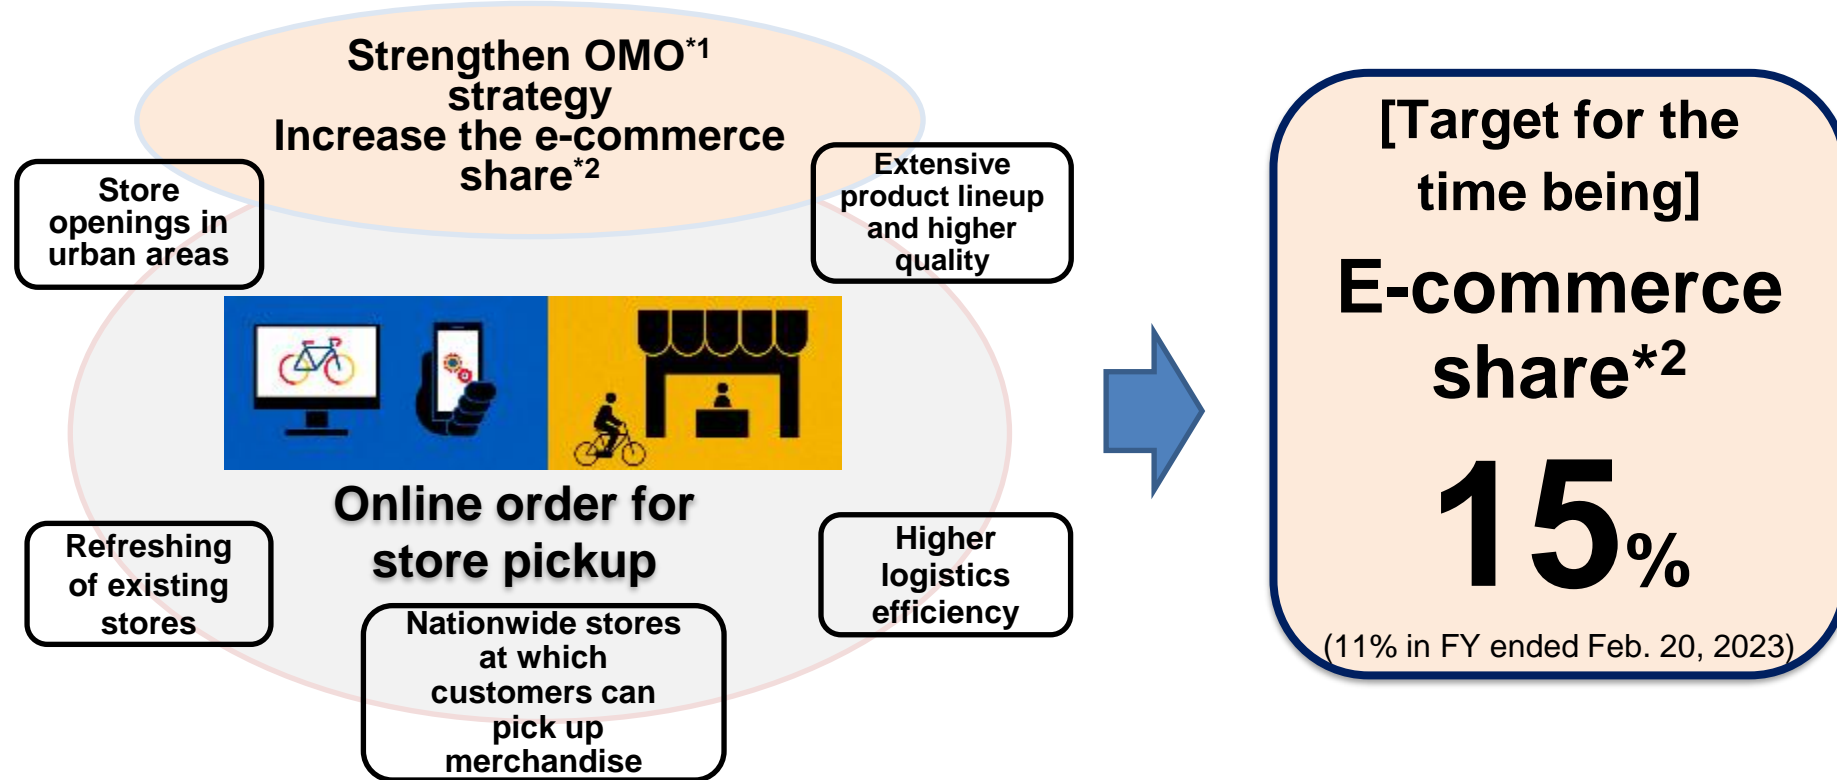 Strengthen OMO*1
strategy
Increase the e-commerce
share*2
Store
openings in
urban areas
Extensive
product lineup
and higher
quality
Online order for
store pickup
Refreshing
of existing
stores
Higher
logistics
efficiency
Nationwide stores
at which
customers can
pick up
merchandise
[Target for the
time being]
E-commerce
share*2
15%
(11% in FY ended Feb. 20, 2023)